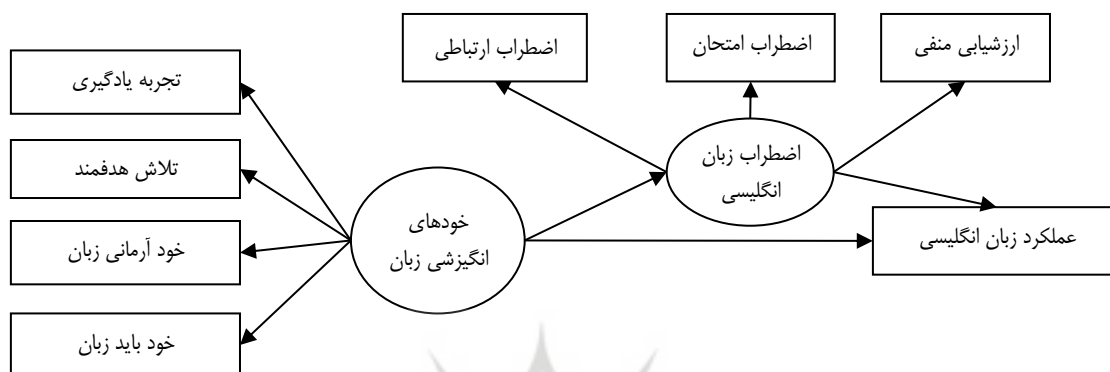 اضطراب ارتباطی
اضطراب امتحان
ارزشیابی منفی
تجربه یادگیری
تلاش هدفمند
خود آرمانی زبان
خود باید زبان
خودهای
انگیزشی زبان
اضطراب زبان
انگلیسی
عملکرد زبان انگلیسی